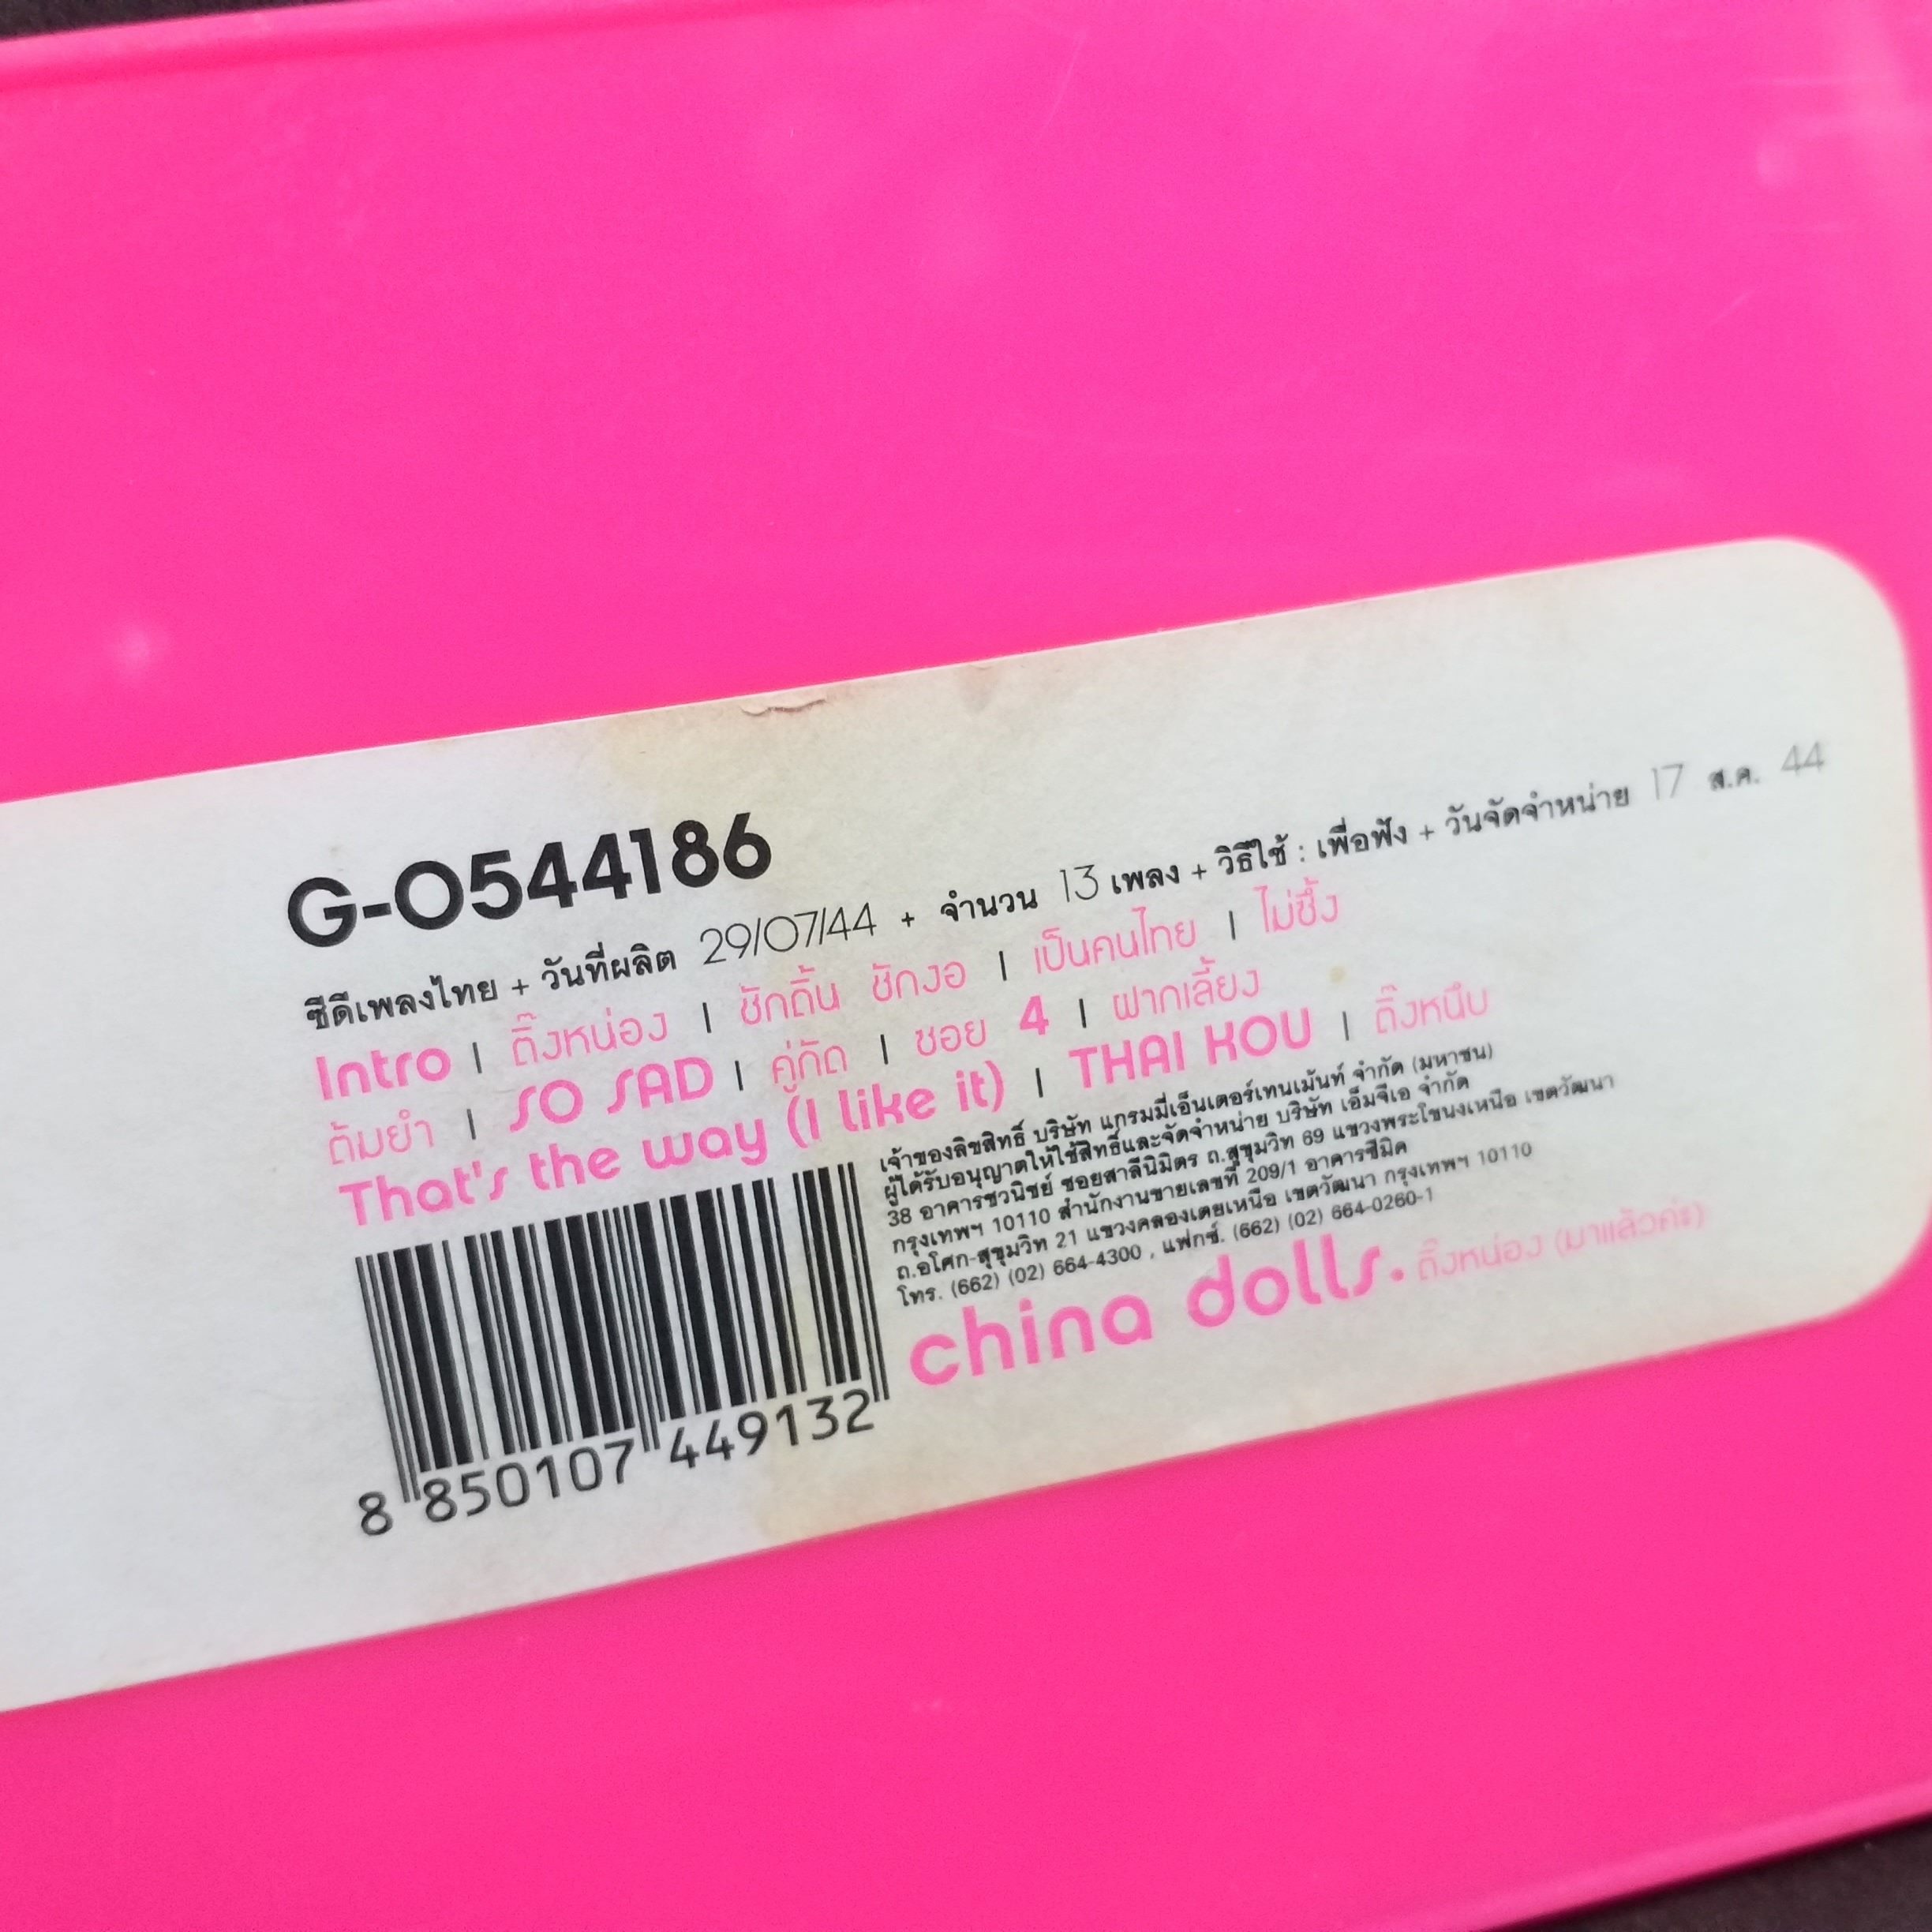 G-0544186
ซีดีเพลงไทย + วันที่ผลิต 29/07/44 + จำนวน 13 เพลง + วิธีใช้ : เพื่อฟัง + วันจัดจำหน่าย 17 ส.ค. 44
Intro | ติ๊งหน่อง | ชักดิ้น ชักงอ | เป็นคนไทย | ไม่ซึ้ง
ต้มยำ | SO SAD | คู่กัด | ซอย 4 | ฝากเลี้ยง
That's the way (I like it) | THAI KOU | ติ๊งหนึบ
เจ้าของลิขสิทธิ์ บริษัท แกรมมี่เอ็นเตอร์เทนเม้นท์ จำกัด (มหาชน)
ผู้ได้รับอนุญาตให้ใช้สิทธิ์และจัดจำหน่าย บริษัท เอ็มจีเอ จำกัด
38 อาคารชวนิชย์ ซอยสาลีนิมิตร ถ.สุขุมวิท 69 แขวงพระโขนงเหนือ เขตวัฒนา
กรุงเทพฯ 10110 สำนักงานขายเลขที่ 209/1 อาคารซีมิค
ถ.อโศก-สุขุมวิท 21 แขวงคลองเตยเหนือ เขตวัฒนา กรุงเทพฯ 10110
โทร. (662) (02) 664-4300 , แฟกซ์. (662) (02) 664-0260-1
china dolls. ติ๊งหน่อง (มาแล้วค่ะ)
8 850107 449132